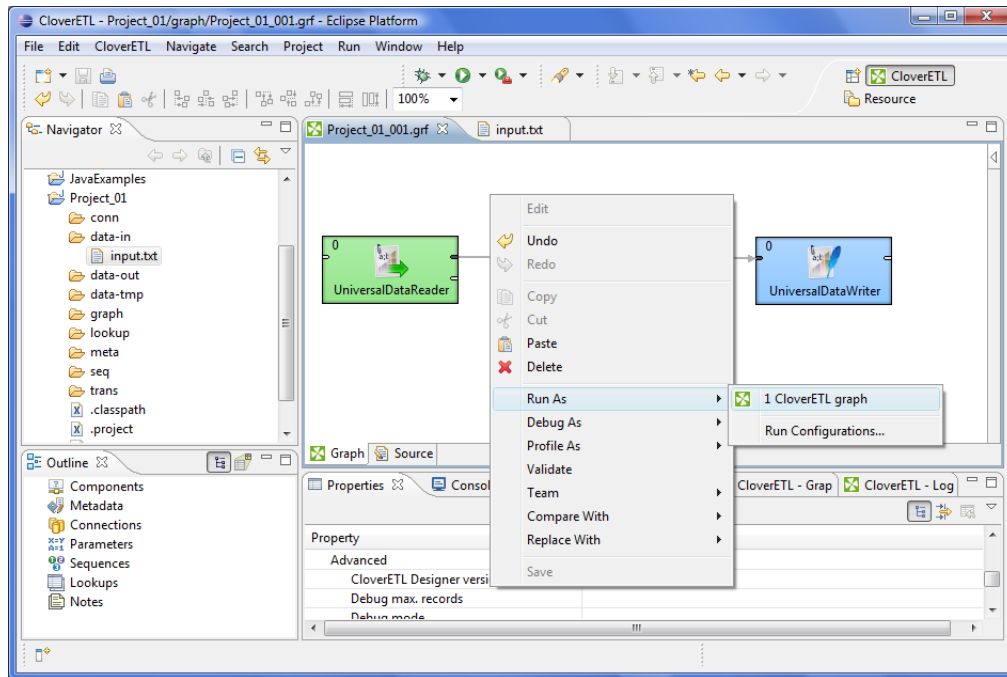 CloverETL - Project_01/graph/Project_01_001.grf - Eclipse Platform
File Edit CloverETL Navigate Search Project Run Window Help
CloverETL
100%
Resource
Navigator
Project_01_001.grf
input.txt
JavaExamples
Project_01
conn
data-in
input.txt
data-out
data-tmp
graph
lookup
meta
seq
trans
.classpath
.project
0
UniversalDataReader
0
UniversalDataWriter
Edit
Undo
Redo
Copy
Cut
Paste
Delete
Run As
Debug As
Profile As
Validate
Team
Compare With
Replace With
Save
1 CloverETL graph
Run Configurations...
Graph
Source
Outline
Components
Metadata
Connections
Parameters
Sequences
Lookups
Notes
Properties
Consol
CloverETL - Grap
CloverETL - Log
Property
Advanced
CloverETL Designer versi
Debug max. records
Debug mode